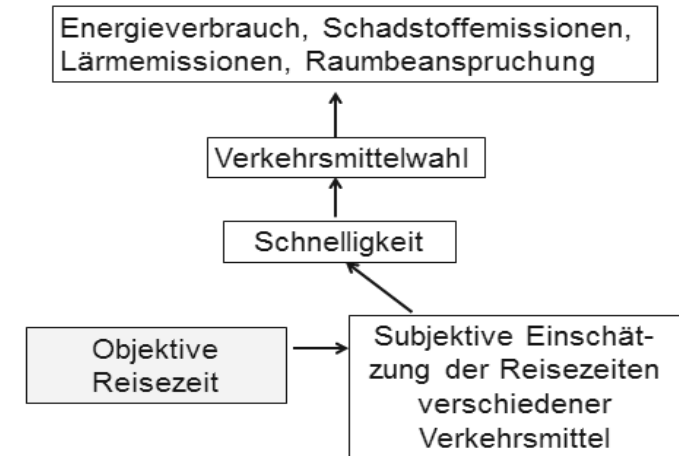 Energieverbrauch, Schadstoffemissionen,
Lärmemissionen, Raumbeanspruchung
Verkehrsmittelwahl
Schnelligkeit
Objektive
Reisezeit
Subjektive Einschät-
zung der Reisezeiten
verschiedener
Verkehrsmittel